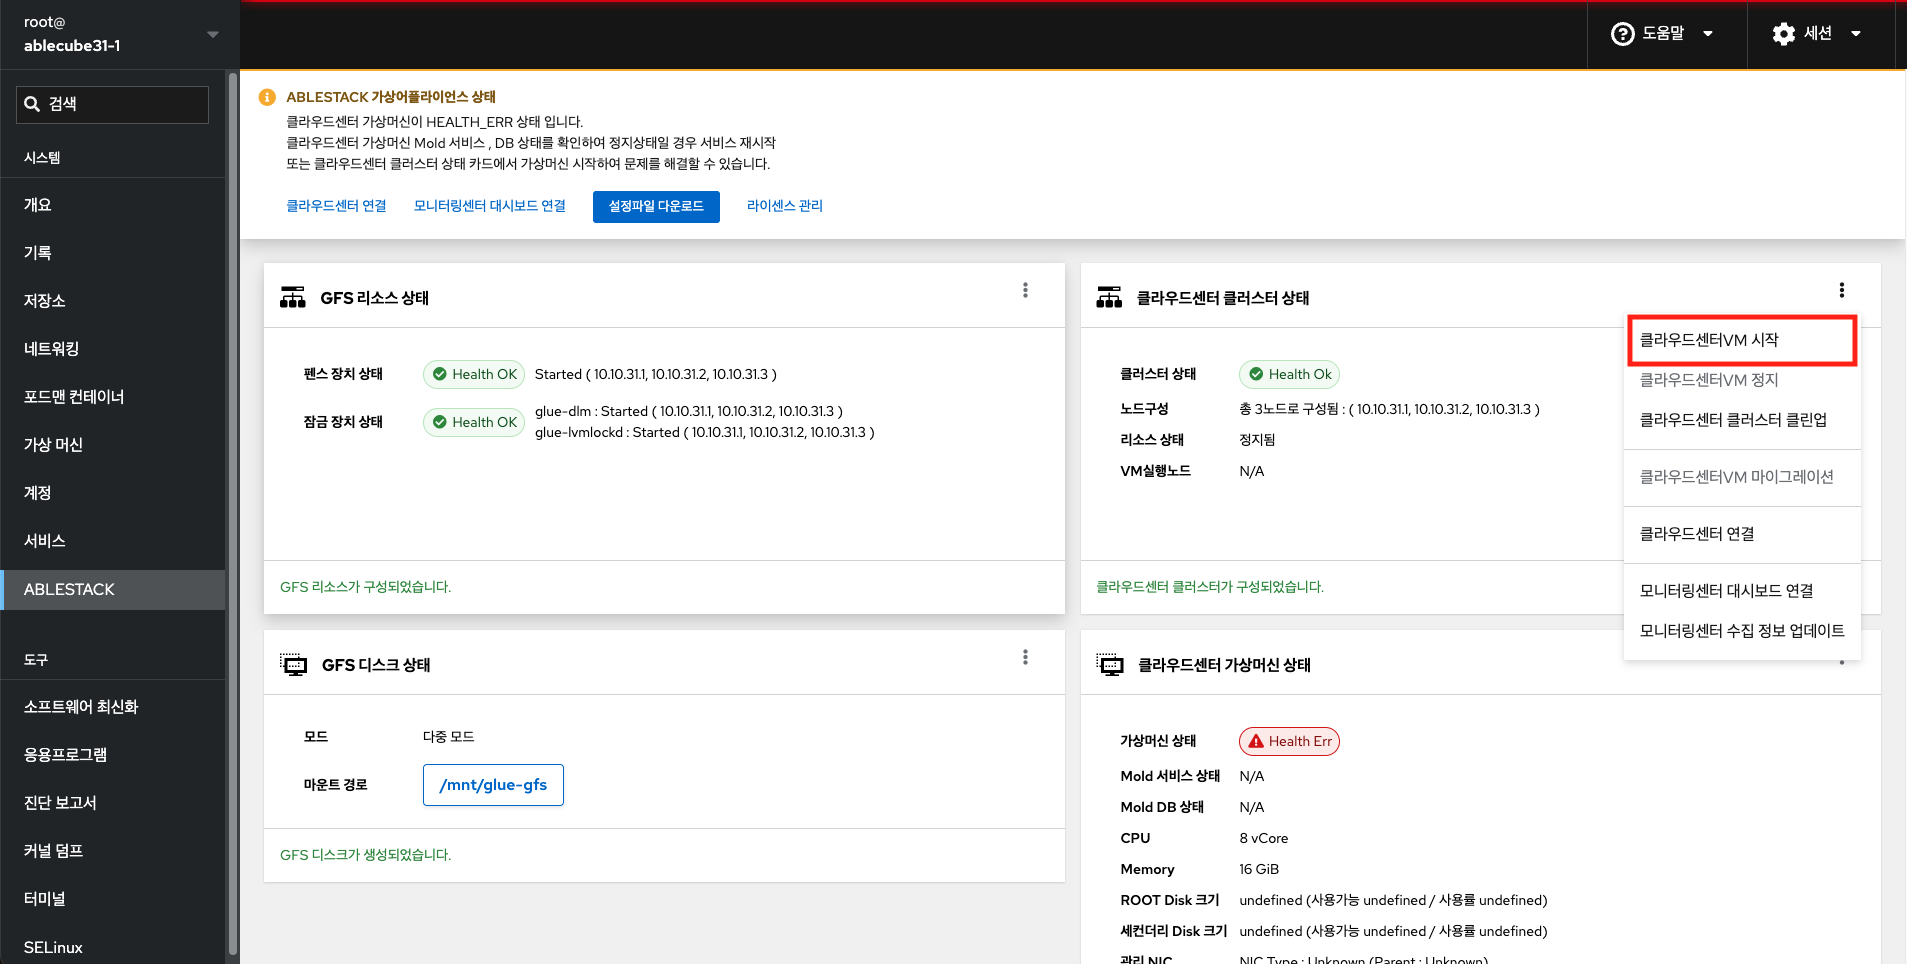 root@
ablecube31-1
도움말
세션
검색
시스템
개요
기록
저장소
네트워킹
포드맨 컨테이너
가상 머신
계정
서비스
ABLESTACK
도구
소프트웨어 최신화
응용프로그램
진단 보고서
커널 덤프
터미널
SELinux
ABLESTACK 가상어플라이언스 상태
클라우드센터 가상머신이 HEALTH_ERR 상태 입니다.
클라우드센터 가상머신 Mold 서비스 , DB 상태를 확인하여 정지상태일 경우 서비스 재시작
또는 클라우드센터 클러스터 상태 카드에서 가상머신 시작하여 문제를 해결할 수 있습니다.
클라우드센터 연결 모니터링센터 대시보드 연결 설정파일 다운로드 라이센스 관리
GFS 리소스 상태
펜스 장치 상태 Health OK Started ( 10.10.31.1, 10.10.31.2, 10.10.31.3 )
잠금 장치 상태 Health OK glue-dlm : Started ( 10.10.31.1, 10.10.31.2, 10.10.31.3 )
glue-lvmlockd : Started ( 10.10.31.1, 10.10.31.2, 10.10.31.3 )
GFS 리소스가 구성되었습니다.
클라우드센터 클러스터 상태
클러스터 상태 Health Ok
노드구성 총 3노드로 구성됨 : ( 10.10.31.1, 10.10.31.2, 10.10.31.3 )
리소스 상태 정지됨
VM실행노드 N/A
클라우드센터 클러스터가 구성되었습니다.
클라우드센터VM 시작
클라우드센터VM 정지
클라우드센터 클러스터 클린업
클라우드센터VM 마이그레이션
클라우드센터 연결
모니터링센터 대시보드 연결
모니터링센터 수집 정보 업데이트
GFS 디스크 상태
모드 다중 모드
마운트 경로 /mnt/glue-gfs
GFS 디스크가 생성되었습니다.
클라우드센터 가상머신 상태
가상머신 상태 Health Err
Mold 서비스 상태 N/A
Mold DB 상태 N/A
CPU 8 vCore
Memory 16 GiB
ROOT Disk 크기 undefined (사용가능 undefined / 사용률 undefined)
세컨더리 Disk 크기 undefined (사용가능 undefined / 사용률 undefined)
관리 NIC NIC Type : Unknown (Parent : Unknown)